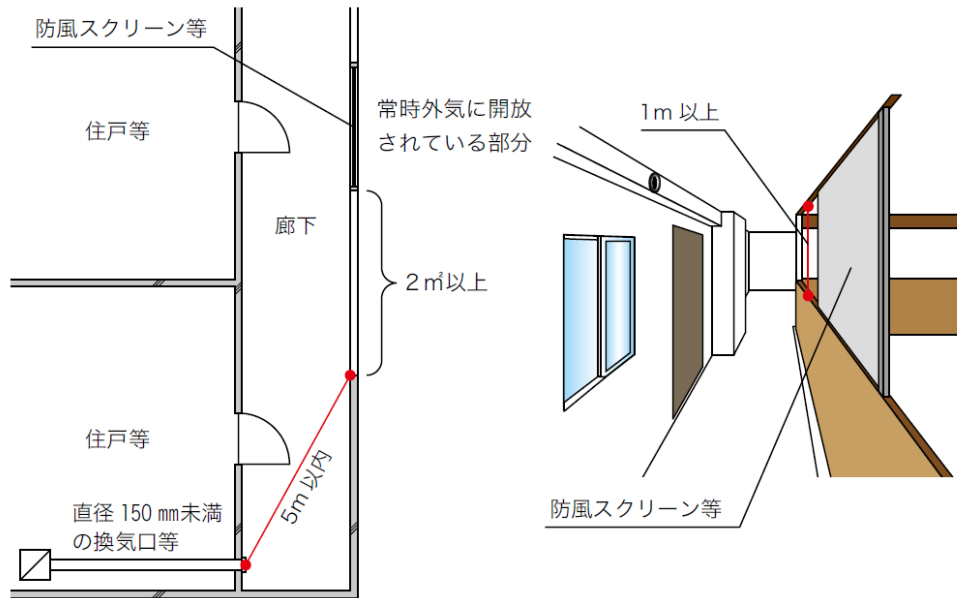 防風スクリーン等
常時外気に開放
されている部分
住戸等
廊下
2㎡以上
住戸等
5m以内
直径 150 ㎜未満
の換気口等
1m 以上
防風スクリーン等